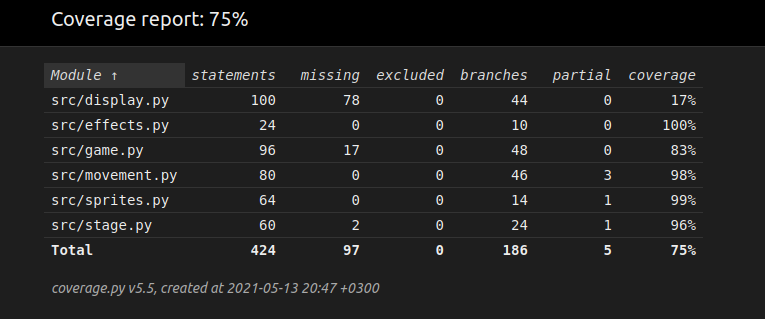 Coverage report: 75%
Module ↑ statements missing excluded branches partial coverage
src/display.py 100 78 0 44 0 17%
src/effects.py 24 0 0 10 0 100%
src/game.py 96 17 0 48 0 83%
src/movement.py 80 0 0 46 3 98%
src/sprites.py 64 0 0 14 1 99%
src/stage.py 60 2 0 24 1 96%
Total 424 97 0 186 5 75%
coverage.py v5.5, created at 2021-05-13 20:47 +0300